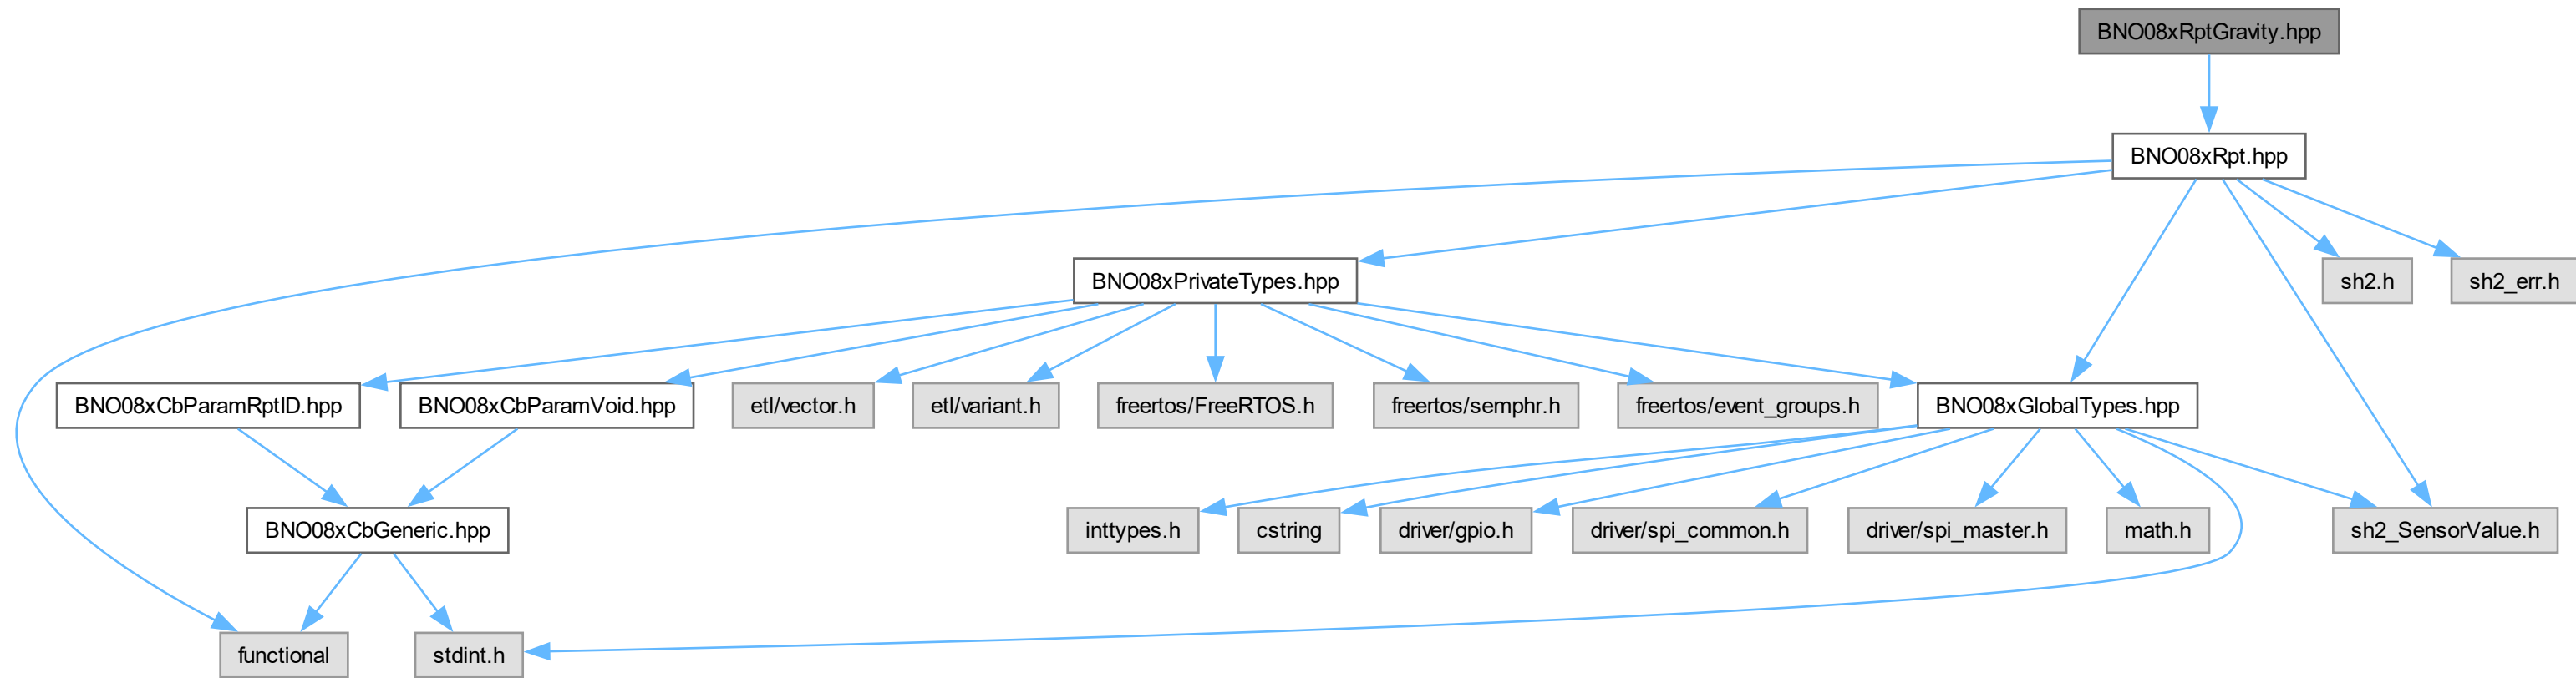 BNO08xRptGravity.hpp
BNO08xRpt.hpp
BNO08xPrivateTypes.hpp
sh2.h
sh2_err.h
BNO08xCbParamRptID.hpp
BNO08xCbParamVoid.hpp
etl/vector.h
etl/variant.h
freertos/FreeRTOS.h
freertos/semphr.h
freertos/event_groups.h
BNO08xGlobalTypes.hpp
BNO08xCbGeneric.hpp
inttypes.h
cstring
driver/gpio.h
driver/spi_common.h
driver/spi_master.h
math.h
sh2_SensorValue.h
functional
stdint.h